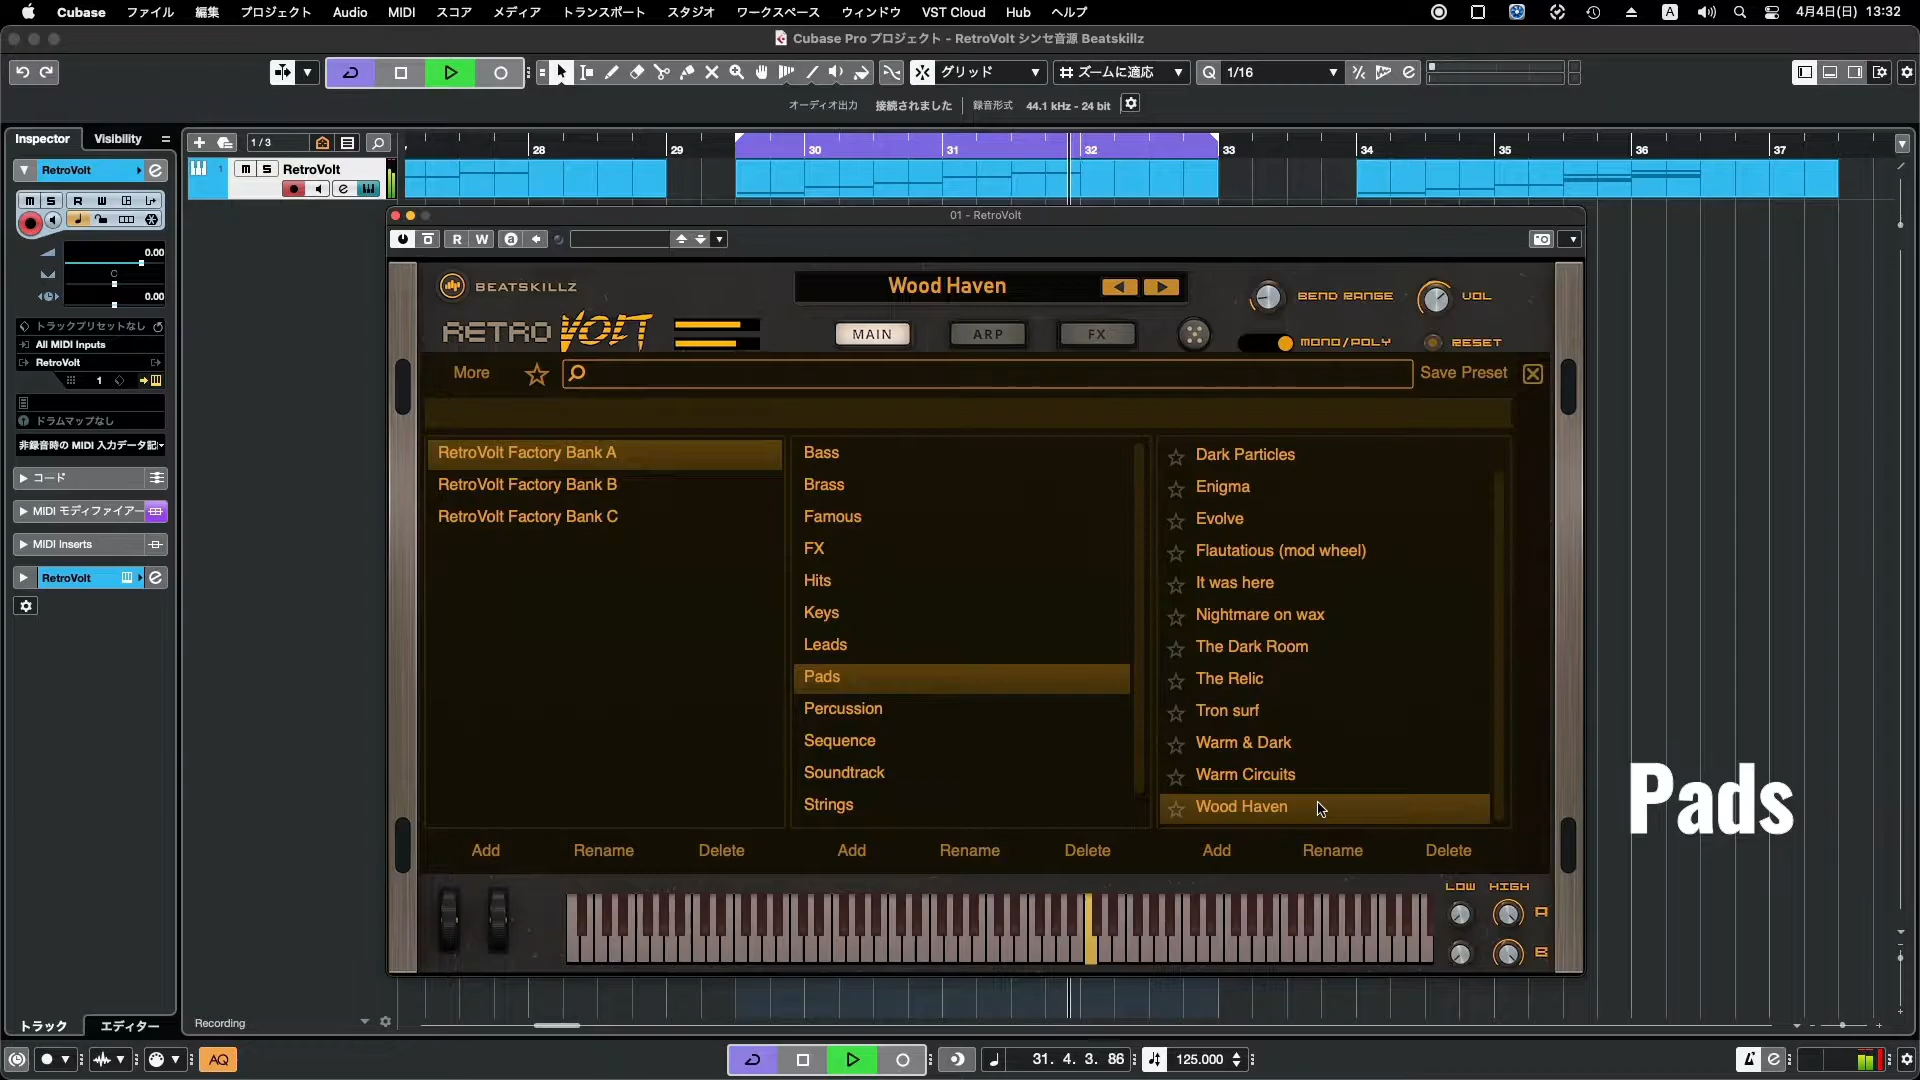 Cubase ファイル 編集 プロジェクト Audio MIDI スコア メディア トランスポート スタジオ ワークスペース ウィンドウ VST Cloud Hub ヘルプ A 4月4日(日) 13:32
Cubase Pro プロジェクト - RetroVolt シンセ音源 Beatskillz
グリッド ズームに適応 Q 1/16
オーディオ出力 接続されました 録音形式 44.1 kHz - 24 bit
Inspector Visibility 1/3 28 29 30 31 32 33 34 35 36 37
RetroVolt 1 M S RetroVolt
M S R W
0.00
C
0.00
トラックプリセットなし
All MIDI Inputs
RetroVolt
1
ドラムマップなし
非録音時の MIDI 入力データ記
コード
MIDI モディファイアー
MIDI Inserts
RetroVolt
01 - RetroVolt
R W a
BEATSKILLZ Wood Haven BEND RANGE VOL
RETRO VOLT MAIN ARP FX MONO/POLY RESET
More Save Preset
RetroVolt Factory Bank A
RetroVolt Factory Bank B
RetroVolt Factory Bank C
Bass
Brass
Famous
FX
Hits
Keys
Leads
Pads
Percussion
Sequence
Soundtrack
Strings
Dark Particles
Enigma
Evolve
Flautatious (mod wheel)
It was here
Nightmare on wax
The Dark Room
The Relic
Tron surf
Warm & Dark
Warm Circuits
Wood Haven
Add Rename Delete Add Rename Delete Add Rename Delete
LOW HIGH
A
B
Pads
トラック エディター Recording
AQ 31. 4. 3. 86 125.000